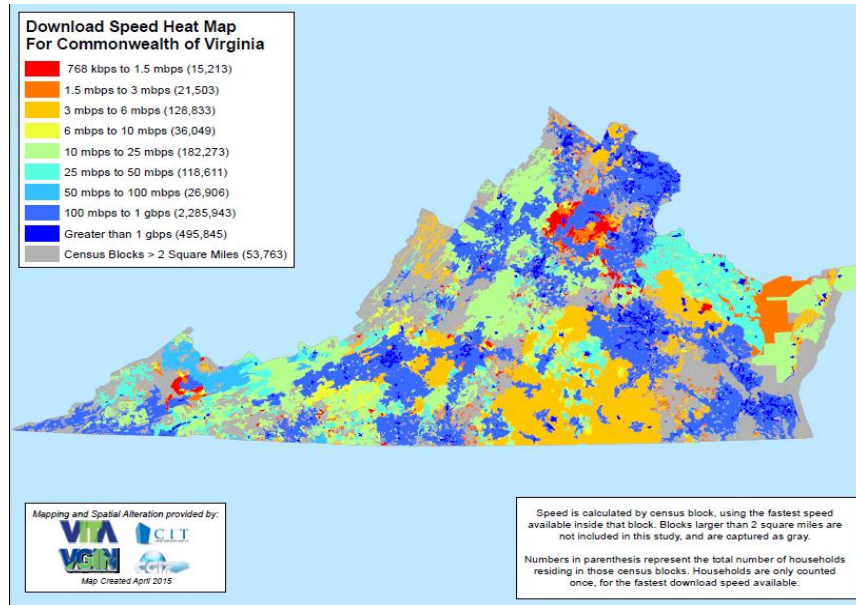 Download Speed Heat Map
For Commonwealth of Virginia
768 kbps to 1.5 mbps (15,213)
1.5 mbps to 3 mbps (21,503)
3 mbps to 6 mbps (128,833)
6 mbps to 10 mbps (36,049)
10 mbps to 25 mbps (182,273)
25 mbps to 50 mbps (118,611)
50 mbps to 100 mbps (26,906)
100 mbps to 1 gbps (2,285,943)
Greater than 1 gbps (495,845)
Census Blocks > 2 Square Miles (53,763)
Mapping and Spatial Alteration provided by:
VITA
CIT
VGIN
Map Created April 2015
Speed is calculated by census block, using the fastest speed
available inside that block. Blocks larger than 2 square miles are
not included in this study, and are captured as gray.
Numbers in parenthesis represent the total number of households
residing in those census blocks. Households are only counted
once, for the fastest download speed available.